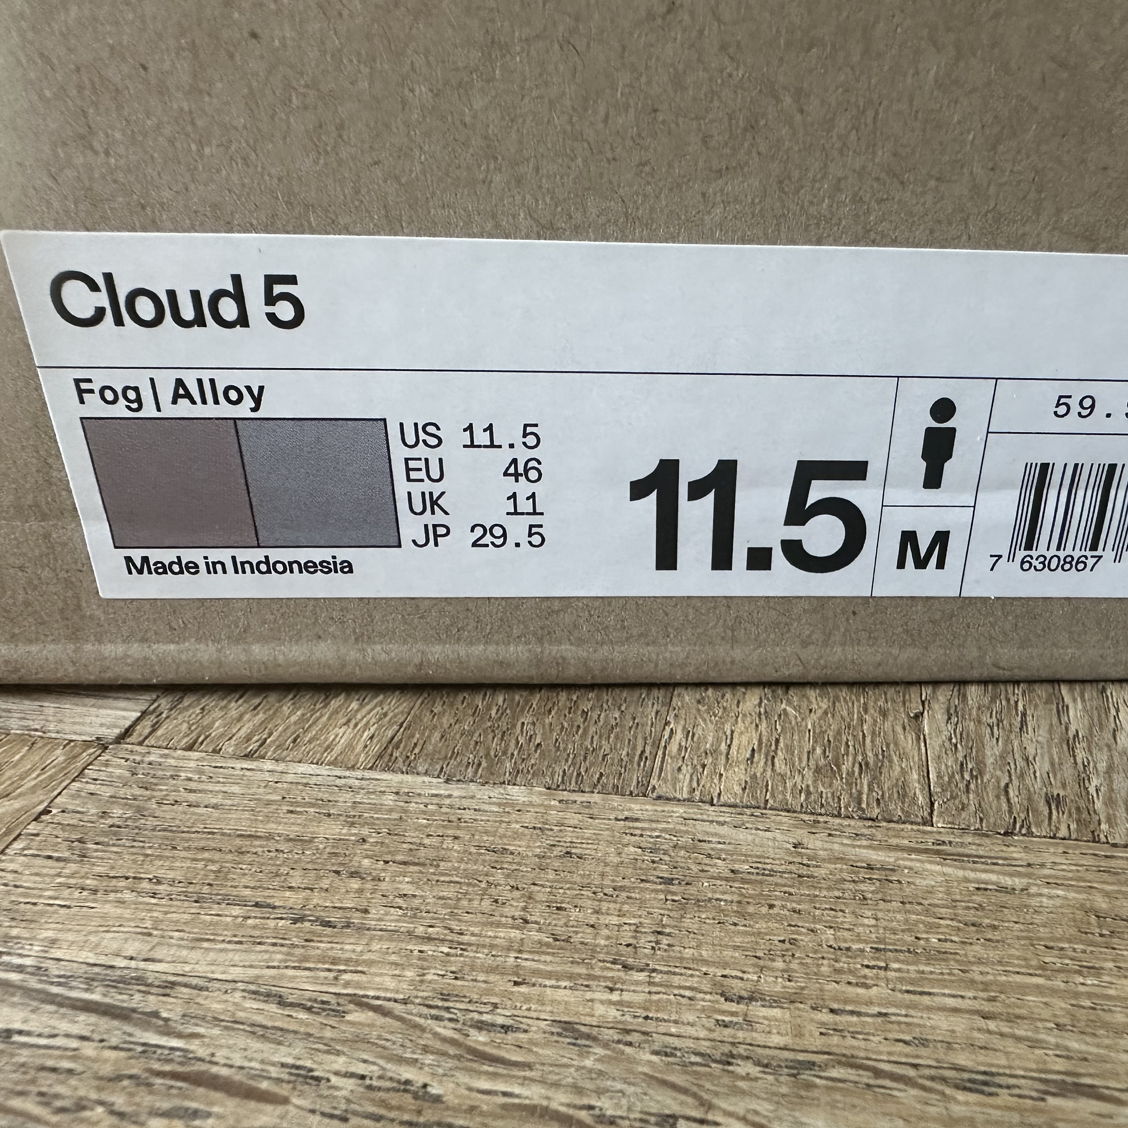 Cloud 5
Fog | Alloy
US 11.5
EU 46
UK 11
JP 29.5
Made in Indonesia
11.5
M
59.
7 630867